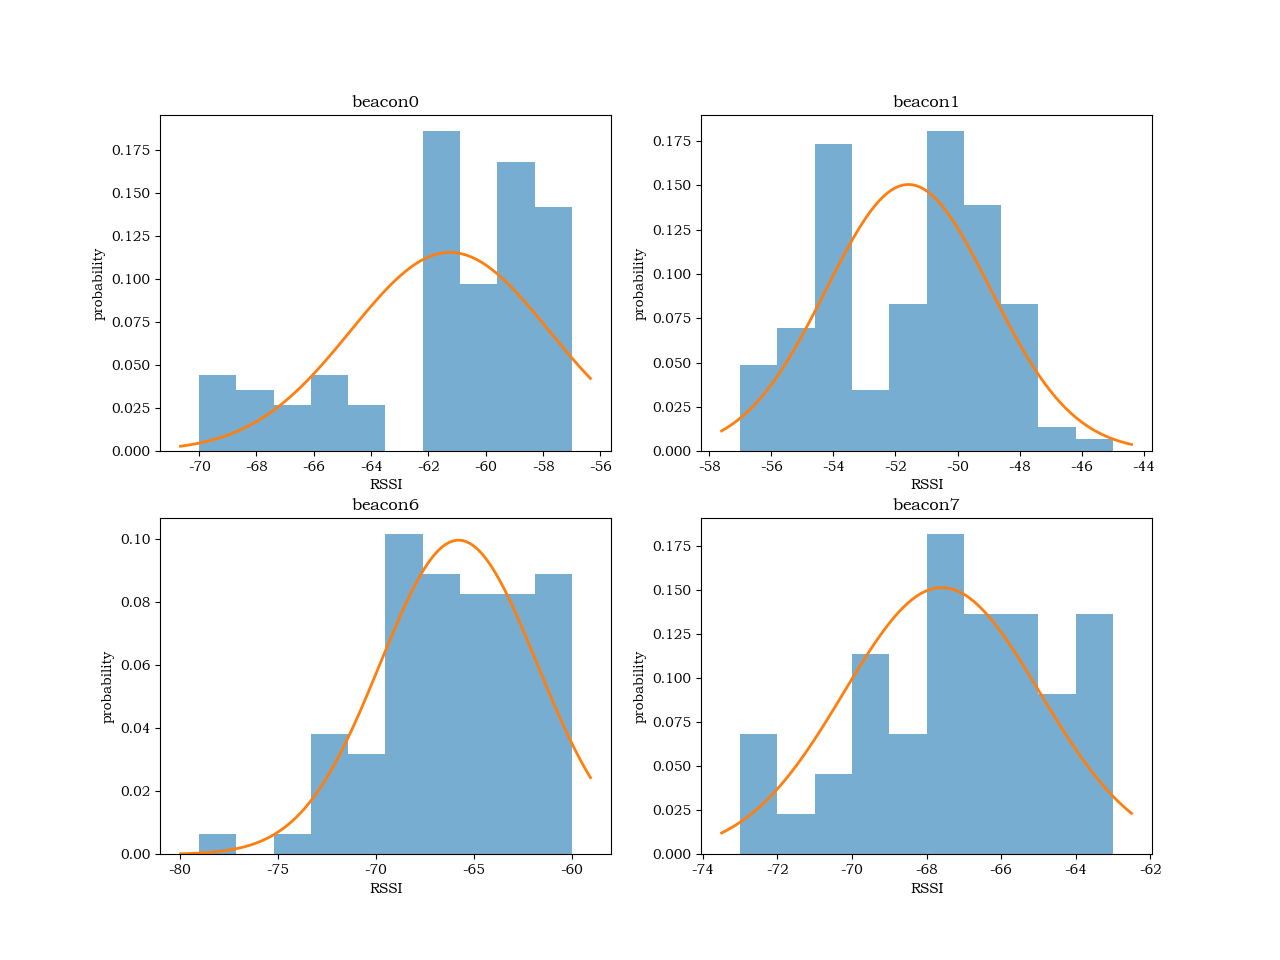 beacon0
0.175
0.150
0.125
0.100
0.075
0.050
0.025
0.000
probability
-70 -68 -66 -64 -62 -60 -58 -56
RSSI
beacon1
0.175
0.150
0.125
0.100
0.075
0.050
0.025
0.000
probability
-58 -56 -54 -52 -50 -48 -46 -44
RSSI
beacon6
0.10
0.08
0.06
0.04
0.02
0.00
probability
-80 -75 -70 -65 -60
RSSI
beacon7
0.175
0.150
0.125
0.100
0.075
0.050
0.025
0.000
probability
-74 -72 -70 -68 -66 -64 -62
RSSI